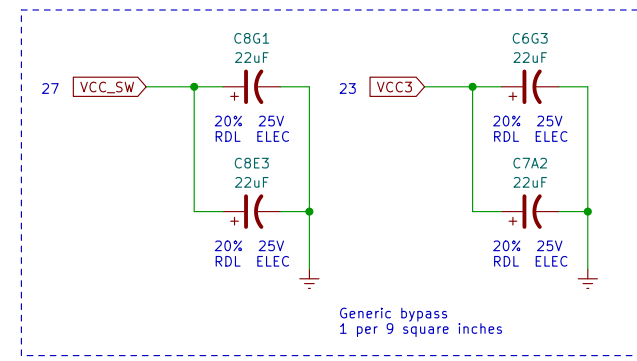 C8G1
22uF
27 VCC_SW
20% 25V
RDL ELEC
C8E3
22uF
20% 25V
RDL ELEC
C6G3
22uF
23 VCC3
20% 25V
RDL ELEC
C7A2
22uF
20% 25V
RDL ELEC
Generic bypass
1 per 9 square inches